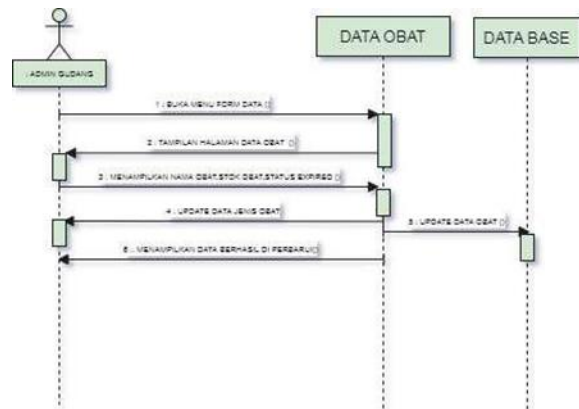 DATA OBAT
DATA BASE
: ADMIN GUDANG
1 : BUKA MENU FORM DATA ()
2 : TAMPILAN HALAMAN DATA OBAT ()
3 : MENAMPILKAN NAMA OBAT,STOK OBAT,STATUS EXPIRED ()
4 : UPDATE DATA JENIS OBAT
5 : UPDATE DATA OBAT ()
6 : MENAMPILKAN DATA BERHASIL DI PERBARUI()